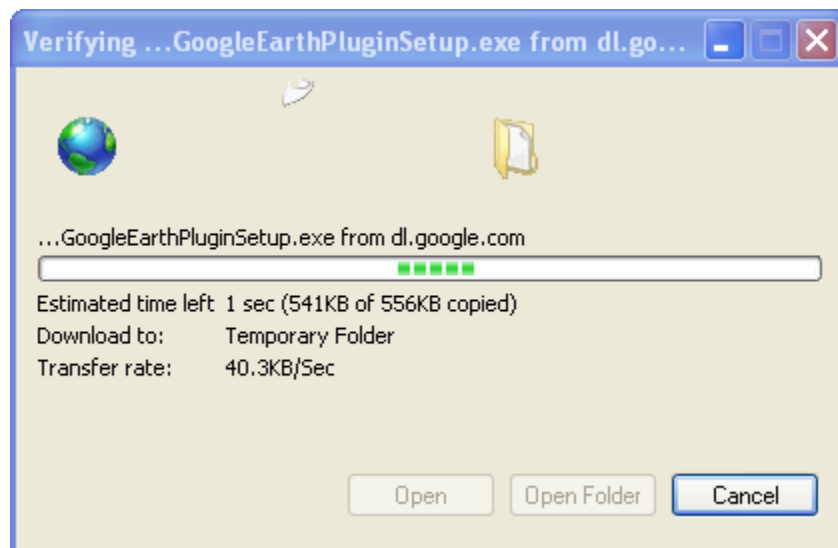 Verifying ...GoogleEarthPluginSetup.exe from dl.go...
...GoogleEarthPluginSetup.exe from dl.google.com
Estimated time left 1 sec (541KB of 556KB copied)
Download to: Temporary Folder
Transfer rate: 40.3KB/Sec
Open Open Folder Cancel